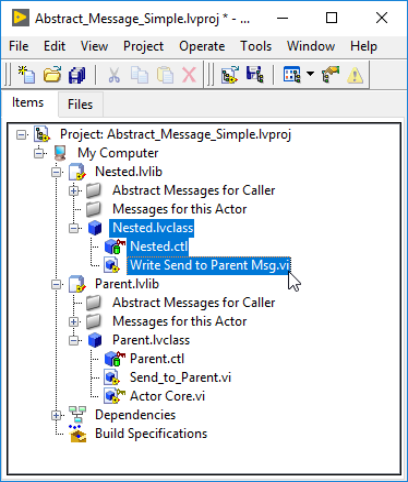 Abstract_Message_Simple.lvproj * - ...
File Edit View Project Operate Tools Window Help
Items Files
Project: Abstract_Message_Simple.lvproj
My Computer
Nested.lvlib
Abstract Messages for Caller
Messages for this Actor
Nested.lvclass
Nested.ctl
Write Send to Parent Msg.vi
Parent.lvlib
Abstract Messages for Caller
Messages for this Actor
Parent.lvclass
Parent.ctl
Send_to_Parent.vi
Actor Core.vi
Dependencies
Build Specifications